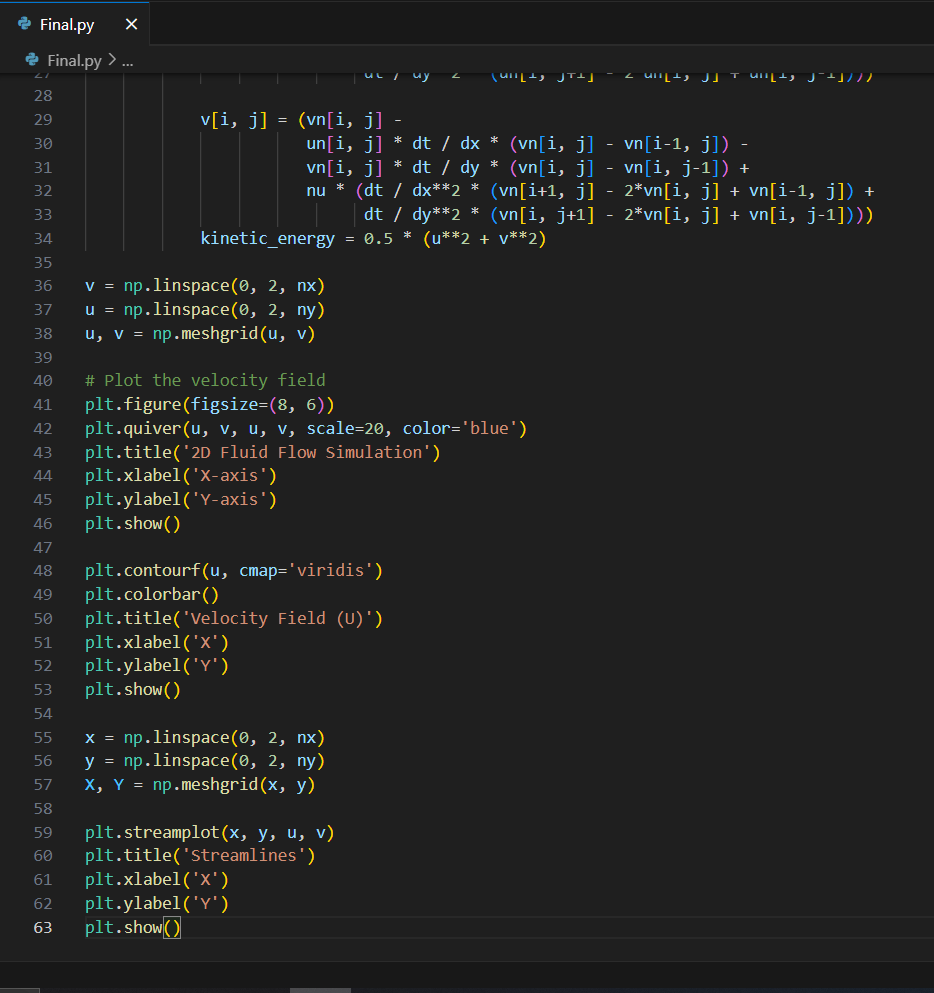 Final.py ×
Final.py > ...
27 dt / dy**2 * (un[i, j+1] - 2*un[i, j] + un[i, j-1])))
28
29 v[i, j] = (vn[i, j] -
30 un[i, j] * dt / dx * (vn[i, j] - vn[i-1, j]) -
31 vn[i, j] * dt / dy * (vn[i, j] - vn[i, j-1]) +
32 nu * (dt / dx**2 * (vn[i+1, j] - 2*vn[i, j] + vn[i-1, j]) +
33 dt / dy**2 * (vn[i, j+1] - 2*vn[i, j] + vn[i, j-1])))
34 kinetic_energy = 0.5 * (u**2 + v**2)
35
36 v = np.linspace(0, 2, nx)
37 u = np.linspace(0, 2, ny)
38 u, v = np.meshgrid(u, v)
39
40 # Plot the velocity field
41 plt.figure(figsize=(8, 6))
42 plt.quiver(u, v, u, v, scale=20, color='blue')
43 plt.title('2D Fluid Flow Simulation')
44 plt.xlabel('X-axis')
45 plt.ylabel('Y-axis')
46 plt.show()
47
48 plt.contourf(u, cmap='viridis')
49 plt.colorbar()
50 plt.title('Velocity Field (U)')
51 plt.xlabel('X')
52 plt.ylabel('Y')
53 plt.show()
54
55 x = np.linspace(0, 2, nx)
56 y = np.linspace(0, 2, ny)
57 X, Y = np.meshgrid(x, y)
58
59 plt.streamplot(x, y, u, v)
60 plt.title('Streamlines')
61 plt.xlabel('X')
62 plt.ylabel('Y')
63 plt.show()